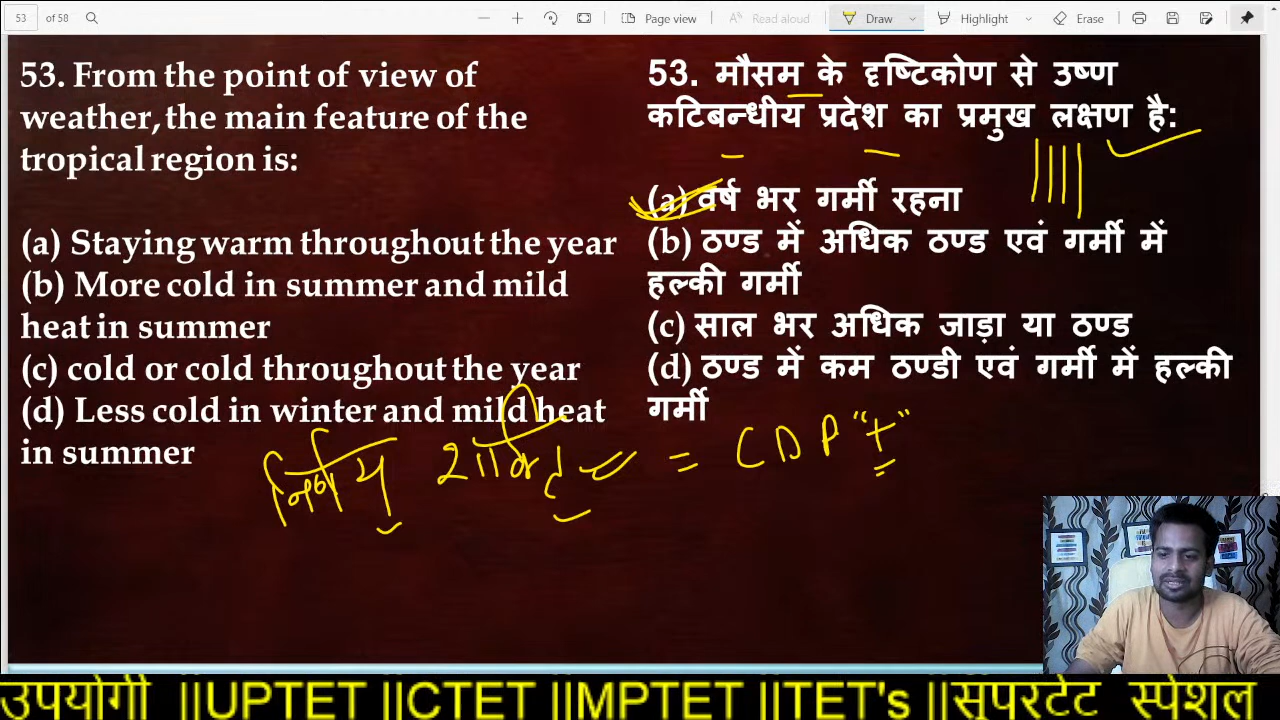 53 of 58 Page view Read aloud Draw Highlight Erase
53. From the point of view of
weather, the main feature of the
tropical region is:
(a) Staying warm throughout the year
(b) More cold in summer and mild
heat in summer
(c) cold or cold throughout the year
(d) Less cold in winter and mild heat
in summer
53. मौसम के दृष्टिकोण से उष्ण
कटिबन्धीय प्रदेश का प्रमुख लक्षण है:
(a) वर्ष भर गर्मी रहना
(b) ठण्ड में अधिक ठण्ड एवं गर्मी में
हल्की गर्मी
(c) साल भर अधिक जाड़ा या ठण्ड
(d) ठण्ड में कम ठण्डी एवं गर्मी में हल्की
गर्मी
= CDP "+"
उपयोगी ||UPTET ||CTET ||MPTET ||TET's ||सुपरटेट स्पेशल